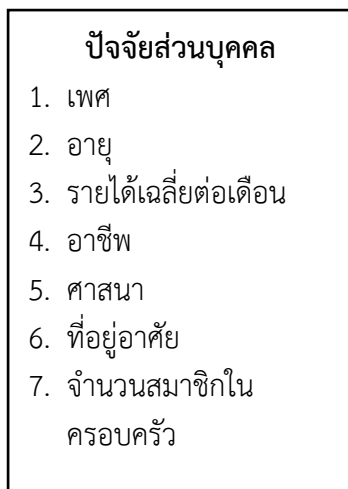 ปัจจัยส่วนบุคคล
1. เพศ
2. อายุ
3. รายได้เฉลี่ยต่อเดือน
4. อาชีพ
5. ศาสนา
6. ที่อยู่อาศัย
7. จำนวนสมาชิกใน
ครอบครัว